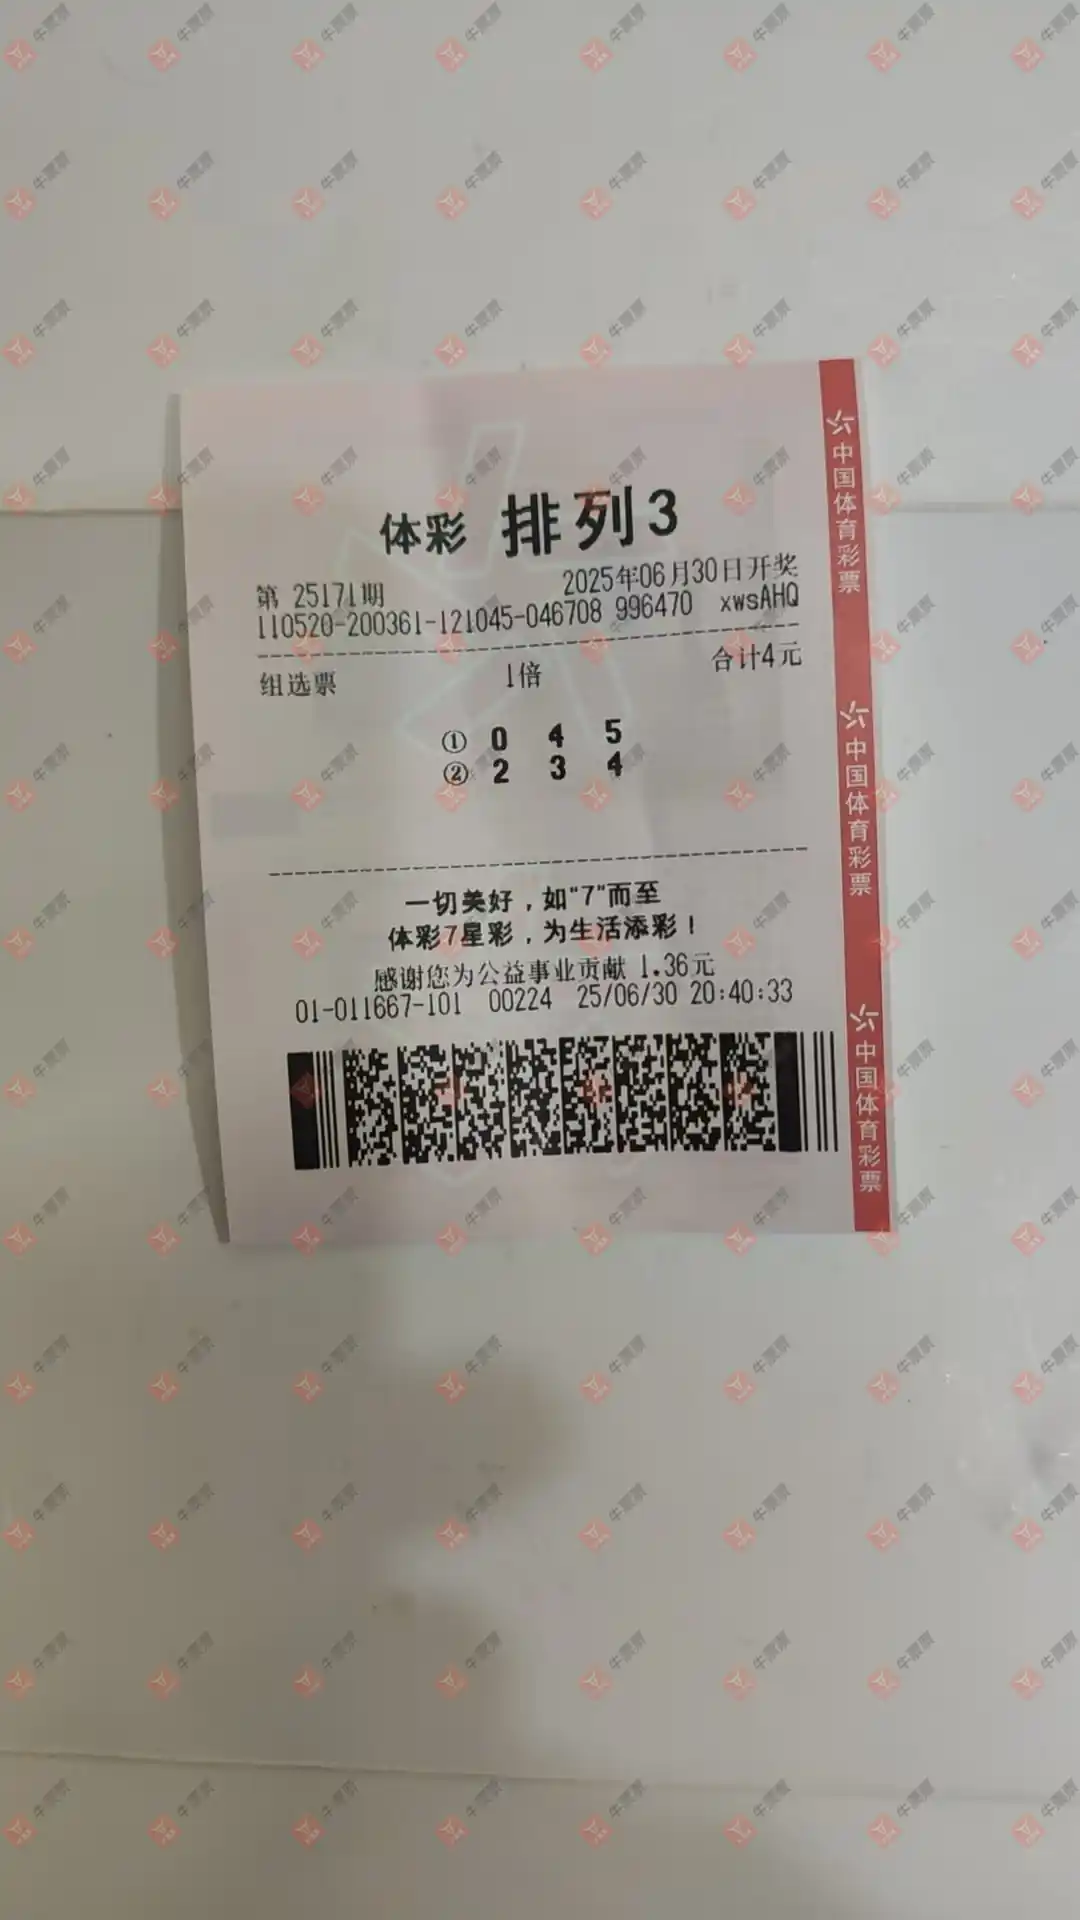 体彩 排列3
第 25171期 2025年06月30日开奖
110520-200361-121045-046708 996470 xwsAHQ
组选票 1倍 合计4元
① 0 4 5
② 2 3 4
一切美好，如"7"而至
体彩7星彩，为生活添彩！
感谢您为公益事业贡献 1.36元
01-011667-101 00224 25/06/30 20:40:33
中国体育彩票
中国体育彩票
中国体育彩票
牛票票